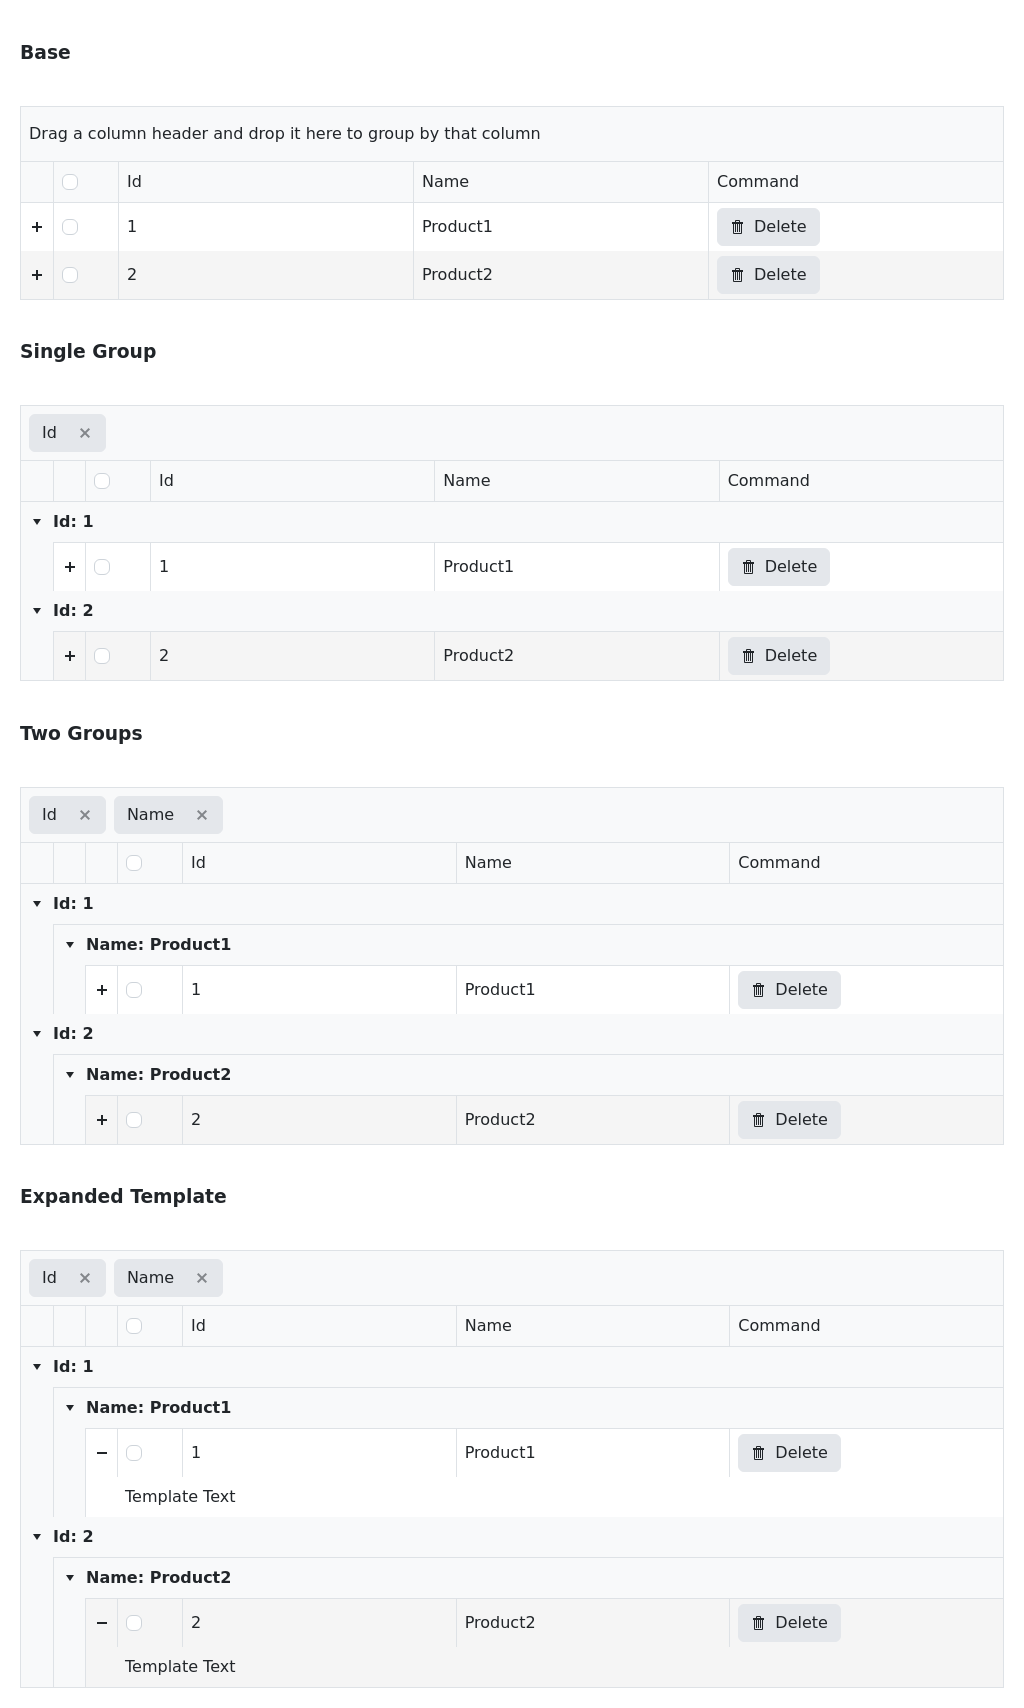 Base
Drag a column header and drop it here to group by that column
Id Name Command
1 Product1 Delete
2 Product2 Delete
Single Group
Id
Id Name Command
Id: 1
1 Product1 Delete
Id: 2
2 Product2 Delete
Two Groups
Id Name
Id Name Command
Id: 1
Name: Product1
1 Product1 Delete
Id: 2
Name: Product2
2 Product2 Delete
Expanded Template
Id Name
Id Name Command
Id: 1
Name: Product1
1 Product1 Delete
Template Text
Id: 2
Name: Product2
2 Product2 Delete
Template Text